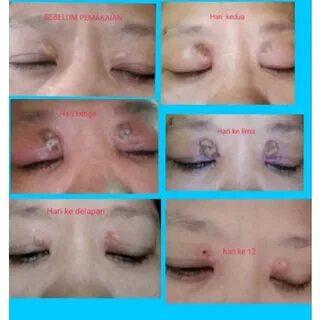 SEBELUM PEMAKAIAN
Hari kedua
Hari ketiga
Hari ke lima
Hari ke delapan
hari ke 12